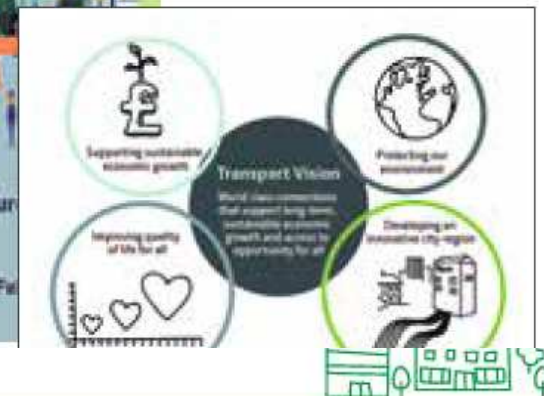 Supporting sustainable
economic growth
Protecting our
environment
Transport Vision
World class connections
that support long term,
sustainable economic
growth and access to
opportunity for all
Improving quality
of life for all
Developing an
innovative city-region